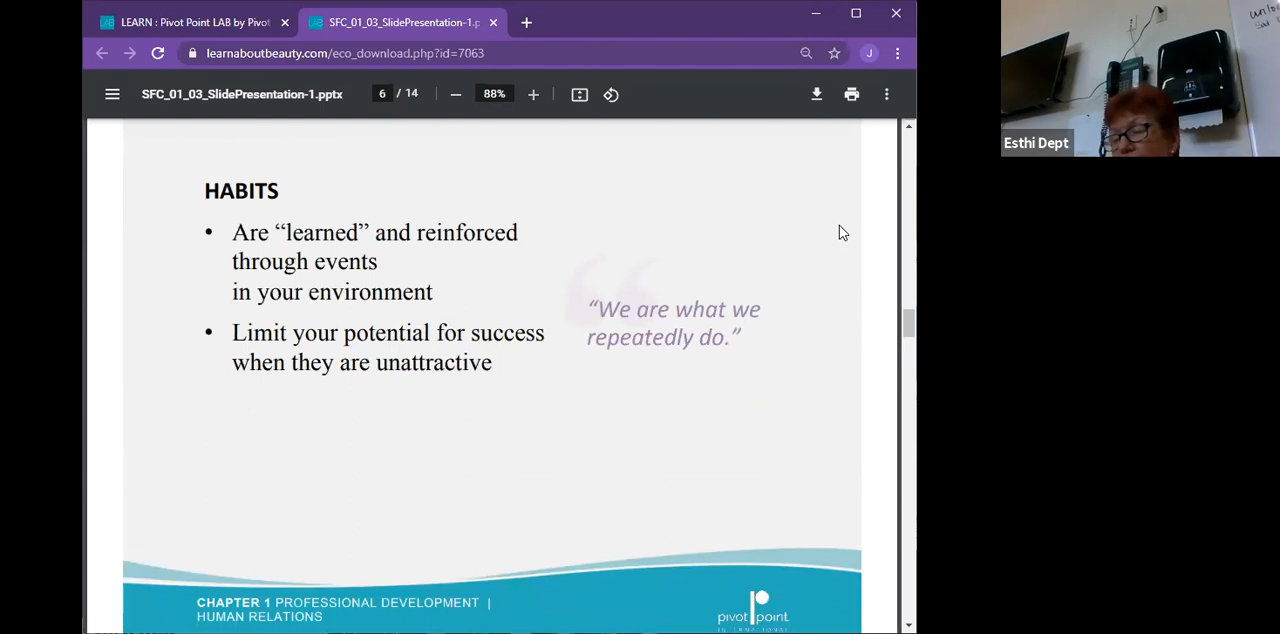 LEARN : Pivot Point LAB by Pivot
SFC_01_03_SlidePresentation-1.p
learnaboutbeauty.com/eco_download.php?id=7063
J
SFC_01_03_SlidePresentation-1.pptx
6 / 14
88%
Esthi Dept
HABITS
• Are “learned” and reinforced
through events
in your environment
• Limit your potential for success
when they are unattractive
“We are what we
repeatedly do.”
CHAPTER 1 PROFESSIONAL DEVELOPMENT |
HUMAN RELATIONS
pivot point